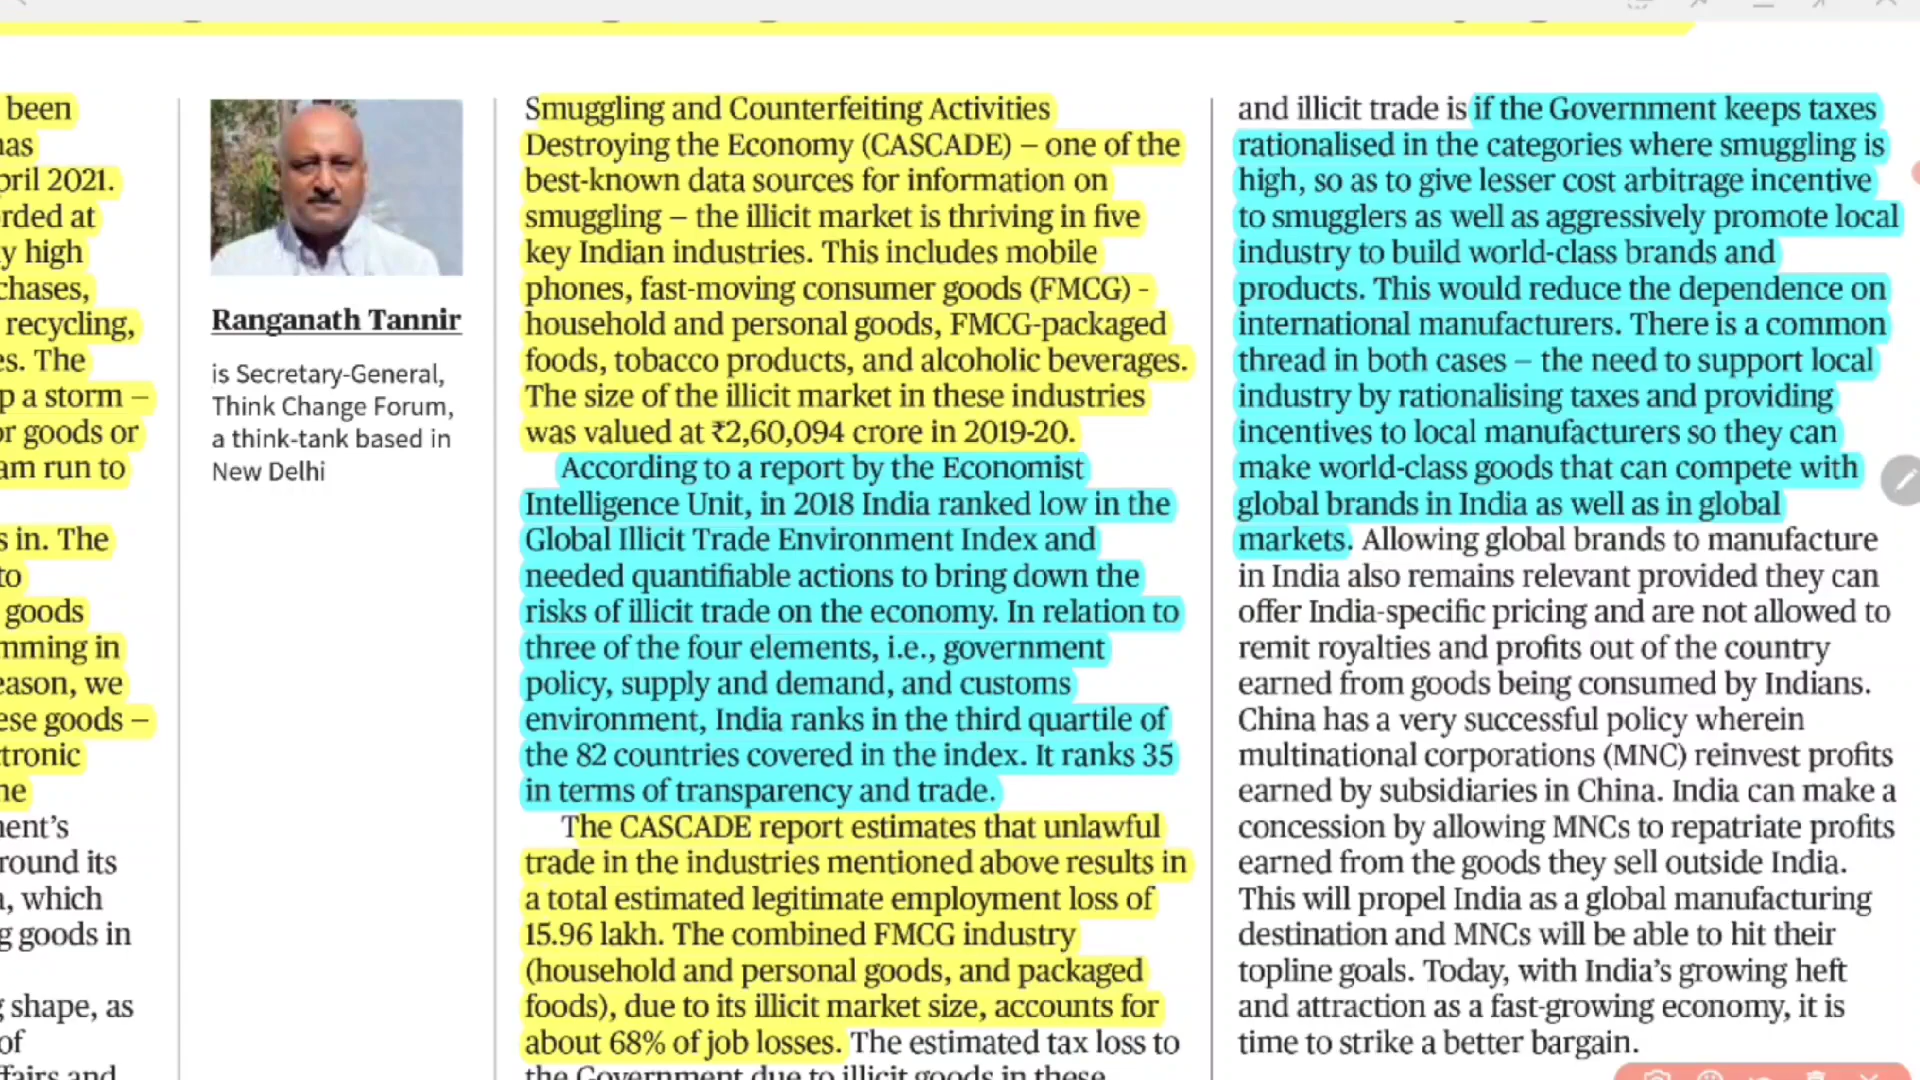 been
as
pril 2021.
rded at
y high
chases,
recycling,
es. The
p a storm –
or goods or
am run to
s in. The
to
goods
mming in
eason, we
ese goods –
tronic
ne
nent's
round its
, which
g goods in
g shape, as
of
ffairs and
Ranganath Tannir
is Secretary-General,
Think Change Forum,
a think-tank based in
New Delhi
Smuggling and Counterfeiting Activities
Destroying the Economy (CASCADE) – one of the
best-known data sources for information on
smuggling – the illicit market is thriving in five
key Indian industries. This includes mobile
phones, fast-moving consumer goods (FMCG) -
household and personal goods, FMCG-packaged
foods, tobacco products, and alcoholic beverages.
The size of the illicit market in these industries
was valued at ₹2,60,094 crore in 2019-20.
According to a report by the Economist
Intelligence Unit, in 2018 India ranked low in the
Global Illicit Trade Environment Index and
needed quantifiable actions to bring down the
risks of illicit trade on the economy. In relation to
three of the four elements, i.e., government
policy, supply and demand, and customs
environment, India ranks in the third quartile of
the 82 countries covered in the index. It ranks 35
in terms of transparency and trade.
The CASCADE report estimates that unlawful
trade in the industries mentioned above results in
a total estimated legitimate employment loss of
15.96 lakh. The combined FMCG industry
(household and personal goods, and packaged
foods), due to its illicit market size, accounts for
about 68% of job losses. The estimated tax loss to
the Government due to illicit goods in these
and illicit trade is if the Government keeps taxes
rationalised in the categories where smuggling is
high, so as to give lesser cost arbitrage incentive
to smugglers as well as aggressively promote local
industry to build world-class brands and
products. This would reduce the dependence on
international manufacturers. There is a common
thread in both cases – the need to support local
industry by rationalising taxes and providing
incentives to local manufacturers so they can
make world-class goods that can compete with
global brands in India as well as in global
markets. Allowing global brands to manufacture
in India also remains relevant provided they can
offer India-specific pricing and are not allowed to
remit royalties and profits out of the country
earned from goods being consumed by Indians.
China has a very successful policy wherein
multinational corporations (MNC) reinvest profits
earned by subsidiaries in China. India can make a
concession by allowing MNCs to repatriate profits
earned from the goods they sell outside India.
This will propel India as a global manufacturing
destination and MNCs will be able to hit their
topline goals. Today, with India's growing heft
and attraction as a fast-growing economy, it is
time to strike a better bargain.